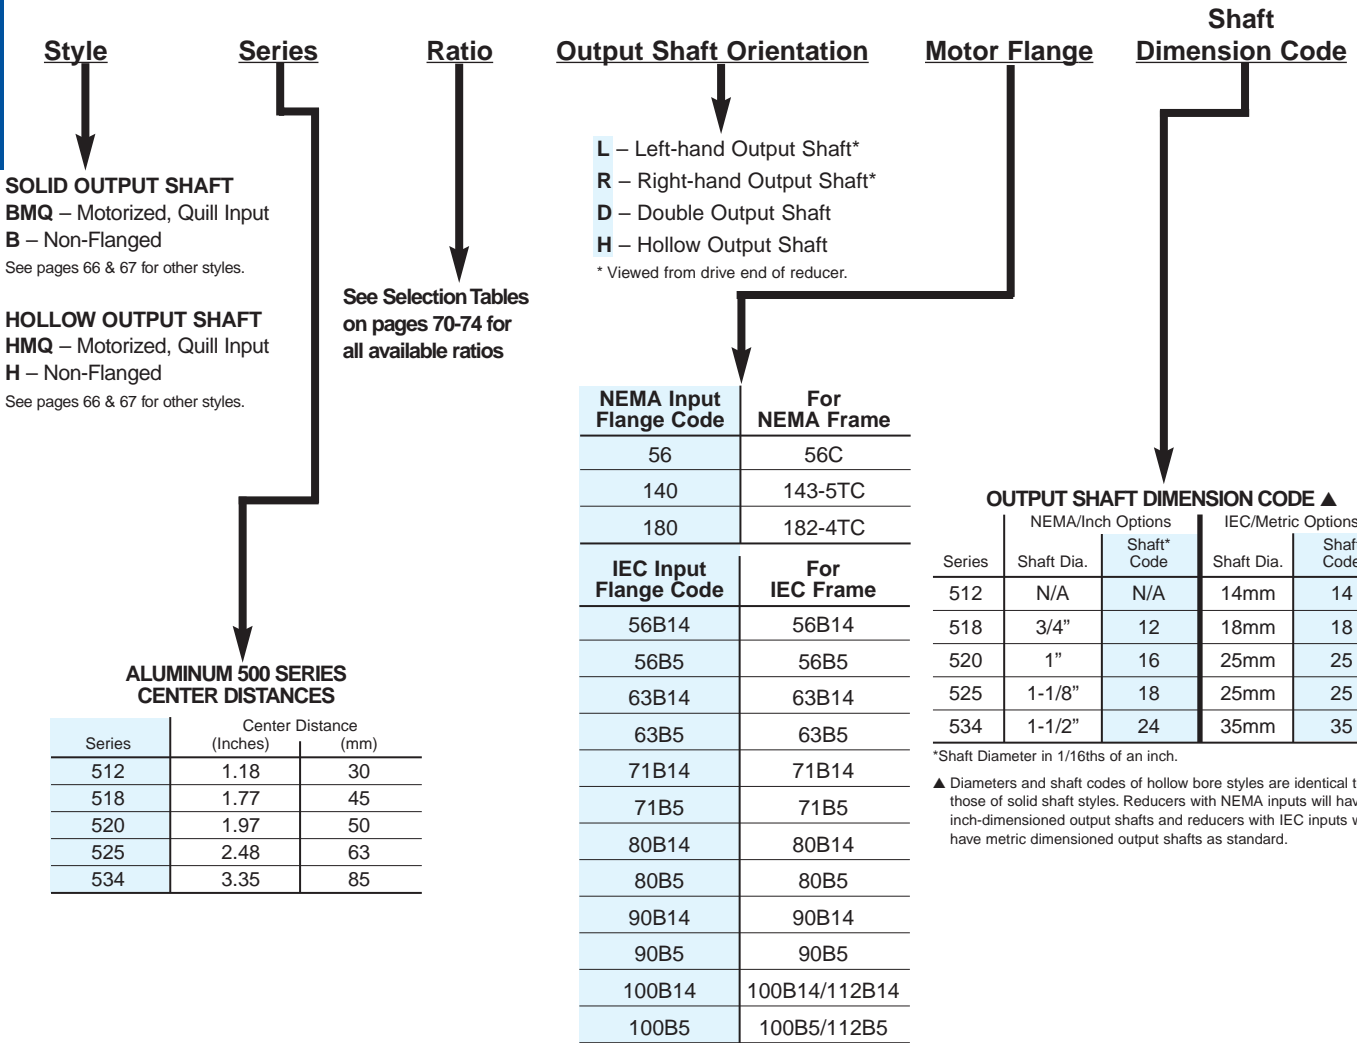 Style
Series
Ratio
Output Shaft Orientation
Motor Flange
Shaft
Dimension Code
SOLID OUTPUT SHAFT
BMQ – Motorized, Quill Input
B – Non-Flanged
See pages 66 & 67 for other styles.
HOLLOW OUTPUT SHAFT
HMQ – Motorized, Quill Input
H – Non-Flanged
See pages 66 & 67 for other styles.
See Selection Tables
on pages 70-74 for
all available ratios
L – Left-hand Output Shaft*
R – Right-hand Output Shaft*
D – Double Output Shaft
H – Hollow Output Shaft
* Viewed from drive end of reducer.
ALUMINUM 500 SERIES
CENTER DISTANCES
Center Distance
Series (Inches) (mm)
512 1.18 30
518 1.77 45
520 1.97 50
525 2.48 63
534 3.35 85
NEMA Input For
Flange Code NEMA Frame
56 56C
140 143-5TC
180 182-4TC
IEC Input For
Flange Code IEC Frame
56B14 56B14
56B5 56B5
63B14 63B14
63B5 63B5
71B14 71B14
71B5 71B5
80B14 80B14
80B5 80B5
90B14 90B14
90B5 90B5
100B14 100B14/112B14
100B5 100B5/112B5
OUTPUT SHAFT DIMENSION CODE ▲
NEMA/Inch Options IEC/Metric Options
Shaft* Shaft
Series Shaft Dia. Code Shaft Dia. Code
512 N/A N/A 14mm 14
518 3/4” 12 18mm 18
520 1” 16 25mm 25
525 1-1/8” 18 25mm 25
534 1-1/2” 24 35mm 35
*Shaft Diameter in 1/16ths of an inch.
▲ Diameters and shaft codes of hollow bore styles are identical
those of solid shaft styles. Reducers with NEMA inputs will
inch-dimensioned output shafts and reducers with IEC inputs
have metric dimensioned output shafts as standard.